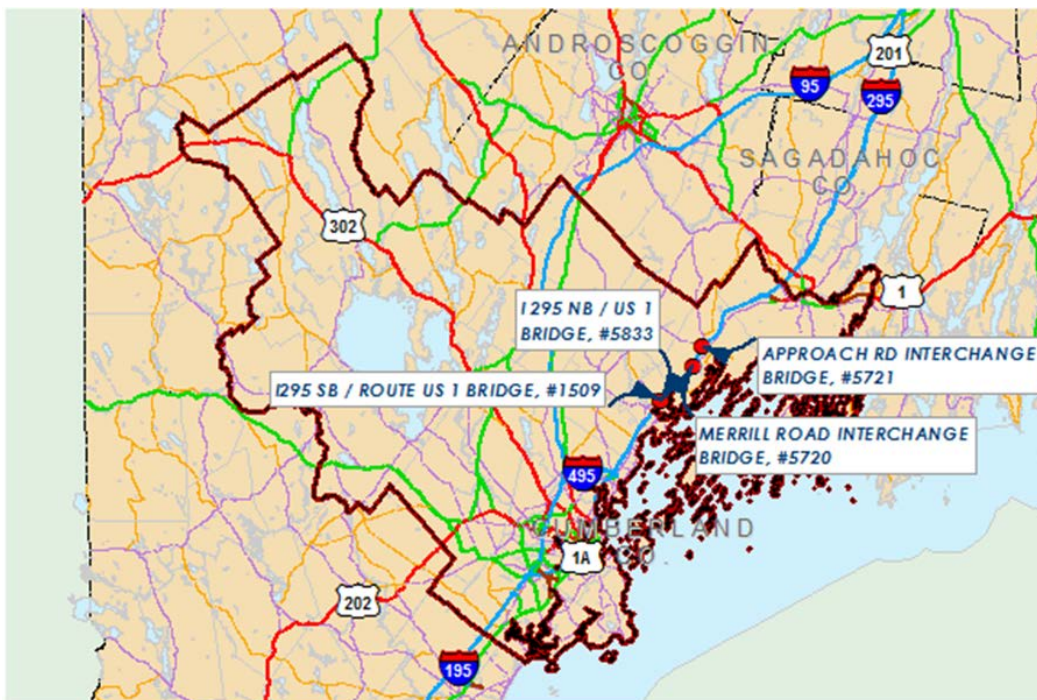 ANDROSCOGGIN
CO
201
95
295
SAGADAHOC
CO
302
1
I 295 NB / US 1
BRIDGE, #5833
APPROACH RD INTERCHANGE
BRIDGE, #5721
I295 SB / ROUTE US 1 BRIDGE, #1509
MERRILL ROAD INTERCHANGE
BRIDGE, #5720
495
CUMBERLAND
CO.
1A
202
195